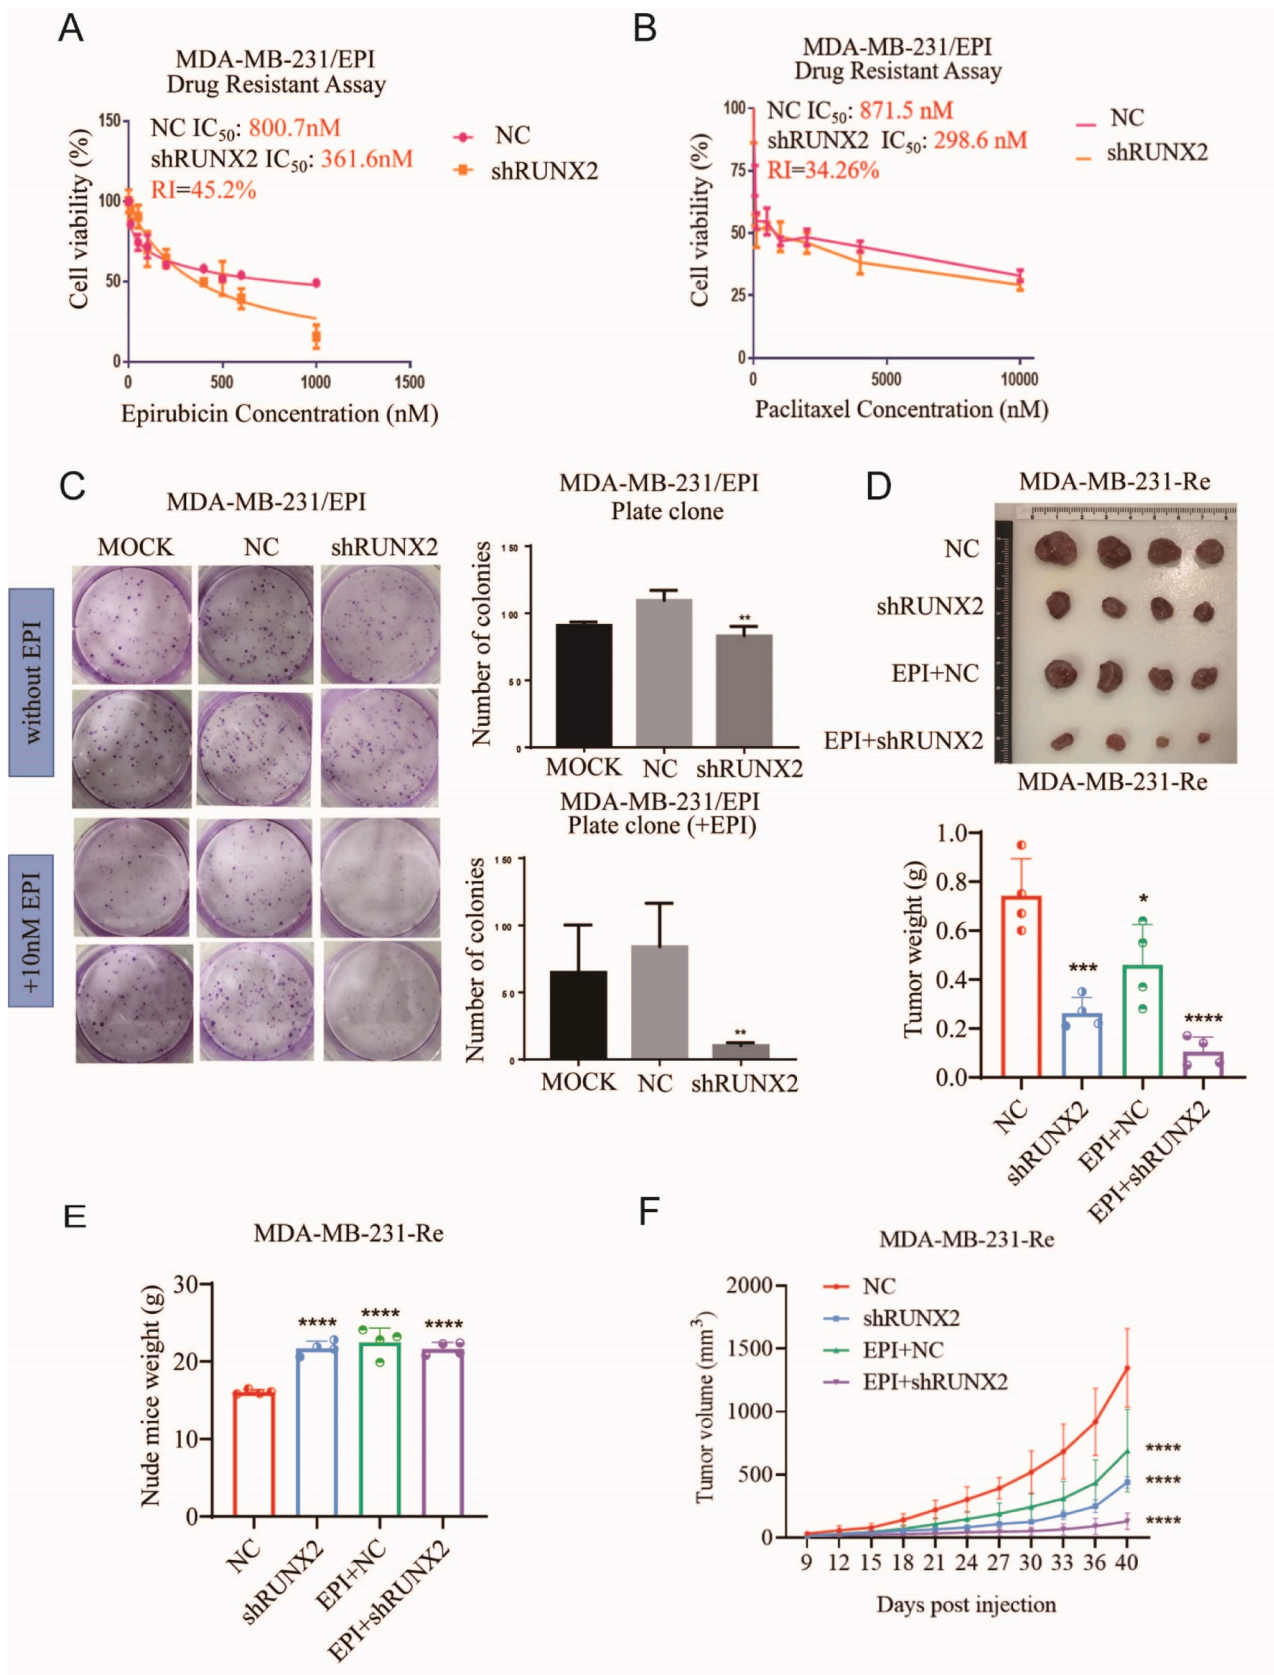 A
MDA-MB-231/EPI
Drug Resistant Assay
Cell viability (%)
150
100
50
0
NC IC50: 800.7nM
shRUNX2 IC50: 361.6nM
RI=45.2%
NC
shRUNX2
0 500 1000 1500
Epirubicin Concentration (nM)
B
MDA-MB-231/EPI
Drug Resistant Assay
Cell viability (%)
100
75
50
25
0
NC IC50: 871.5 nM
shRUNX2 IC50: 298.6 nM
RI=34.26%
NC
shRUNX2
0 5000 10000
Paclitaxel Concentration (nM)
C
MDA-MB-231/EPI
MOCK NC shRUNX2
without EPI
+10nM EPI
MDA-MB-231/EPI
Plate clone
Number of colonies
150
100
50
0
**
MOCK NC shRUNX2
MDA-MB-231/EPI
Plate clone (+EPI)
Number of colonies
150
100
50
0
**
MOCK NC shRUNX2
D
MDA-MB-231-Re
NC
shRUNX2
EPI+NC
EPI+shRUNX2
MDA-MB-231-Re
Tumor weight (g)
1.0
0.8
0.6
0.4
0.2
0.0
***
*
****
NC
shRUNX2
EPI+NC
EPI+shRUNX2
E
MDA-MB-231-Re
Nude mice weight (g)
30
20
10
0
**** **** ****
NC
shRUNX2
EPI+NC
EPI+shRUNX2
F
MDA-MB-231-Re
Tumor volume (mm3)
2000
1500
1000
500
0
NC
shRUNX2
EPI+NC
EPI+shRUNX2
****
****
****
9 12 15 18 21 24 27 30 33 36 40
Days post injection